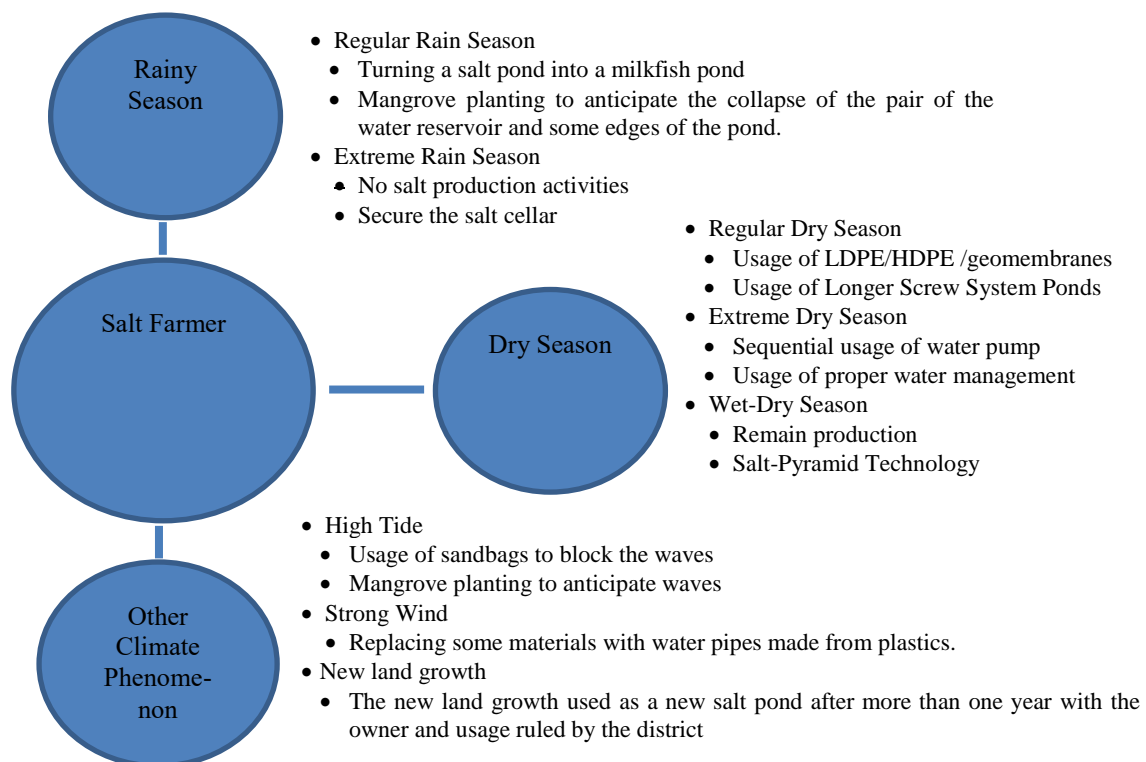 Rainy
Season
• Regular Rain Season
• Turning a salt pond into a milkfish pond
• Mangrove planting to anticipate the collapse of the pair of the
water reservoir and some edges of the pond.
• Extreme Rain Season
• No salt production activities
• Secure the salt cellar
Salt Farmer
Dry Season
• Regular Dry Season
• Usage of LDPE/HDPE /geomembranes
• Usage of Longer Screw System Ponds
• Extreme Dry Season
• Sequential usage of water pump
• Usage of proper water management
• Wet-Dry Season
• Remain production
• Salt-Pyramid Technology
Other
Climate
Phenome-
non
• High Tide
• Usage of sandbags to block the waves
• Mangrove planting to anticipate waves
• Strong Wind
• Replacing some materials with water pipes made from plastics.
• New land growth
• The new land growth used as a new salt pond after more than one year with the
owner and usage ruled by the district